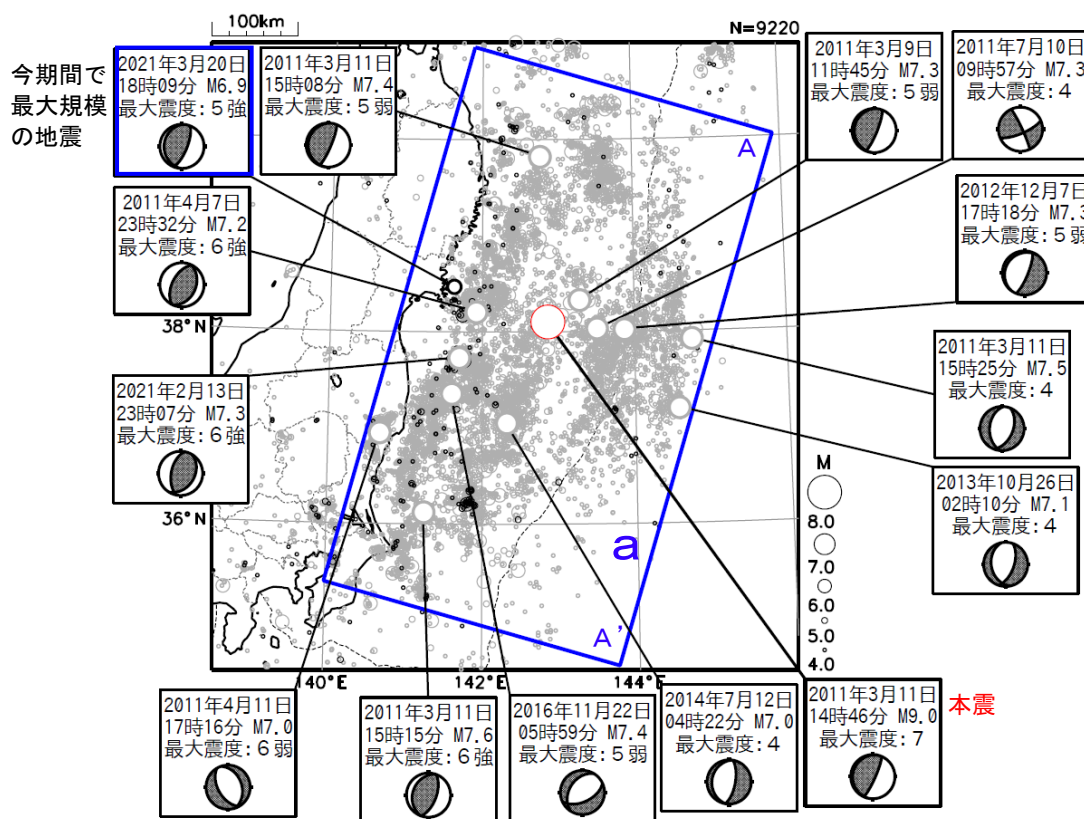 100km
N=9220
今期間で
最大規模
の地震
2021年3月20日
18時09分 M6.9
最大震度:5強
2011年3月11日
15時08分 M7.4
最大震度:5弱
2011年3月9日
11時45分 M7.3
最大震度:5弱
2011年7月10日
09時57分 M7.3
最大震度:4
2011年4月7日
23時32分 M7.2
最大震度:6強
2012年12月7日
17時18分 M7.3
最大震度:5弱
A
38°N
2011年3月11日
15時25分 M7.5
最大震度:4
2021年2月13日
23時07分 M7.3
最大震度:6強
2013年10月26日
02時10分 M7.1
最大震度:4
M
8.0
7.0
6.0
5.0
4.0
36°N
a
A'
140°E
142°E
144°E
2011年4月11日
17時16分 M7.0
最大震度:6弱
2011年3月11日
15時15分 M7.6
最大震度:6強
2016年11月22日
05時59分 M7.4
最大震度:5弱
2014年7月12日
04時22分 M7.0
最大震度:4
2011年3月11日
14時46分 M9.0
最大震度:7
本震